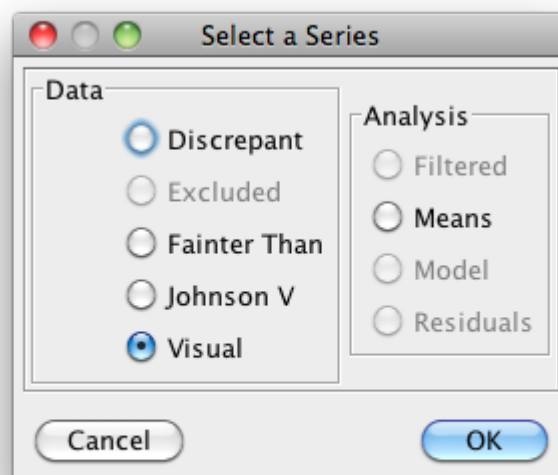 Select a Series
Data
Discrepant
Excluded
Fainter Than
Johnson V
Visual
Analysis
Filtered
Means
Model
Residuals
Cancel
OK